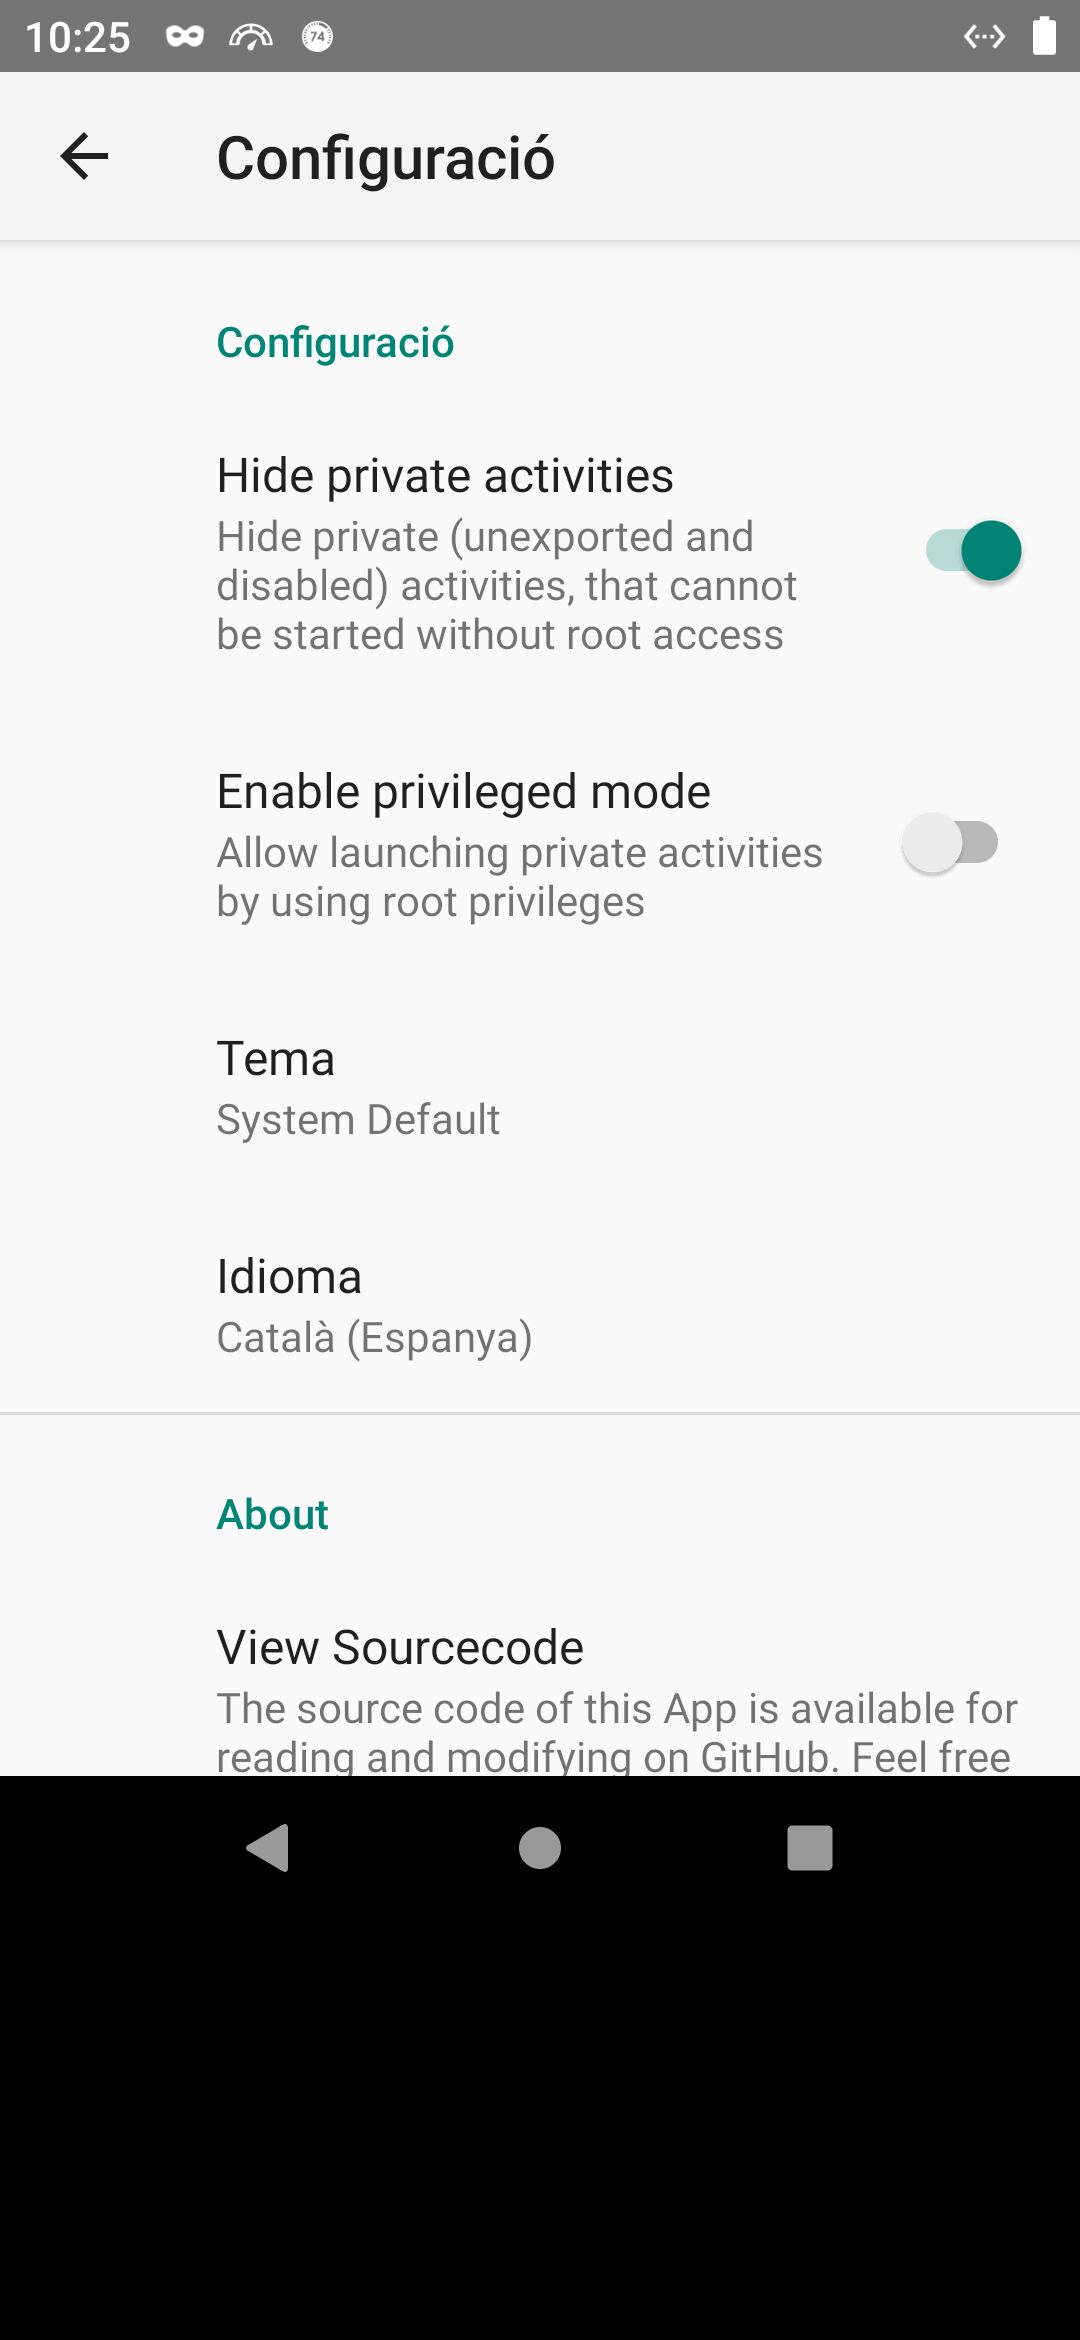 10:25
74
Configuració
Configuració
Hide private activities
Hide private (unexported and
disabled) activities, that cannot
be started without root access
Enable privileged mode
Allow launching private activities
by using root privileges
Tema
System Default
Idioma
Català (Espanya)
About
View Sourcecode
The source code of this App is available for
reading and modifying on GitHub. Feel free